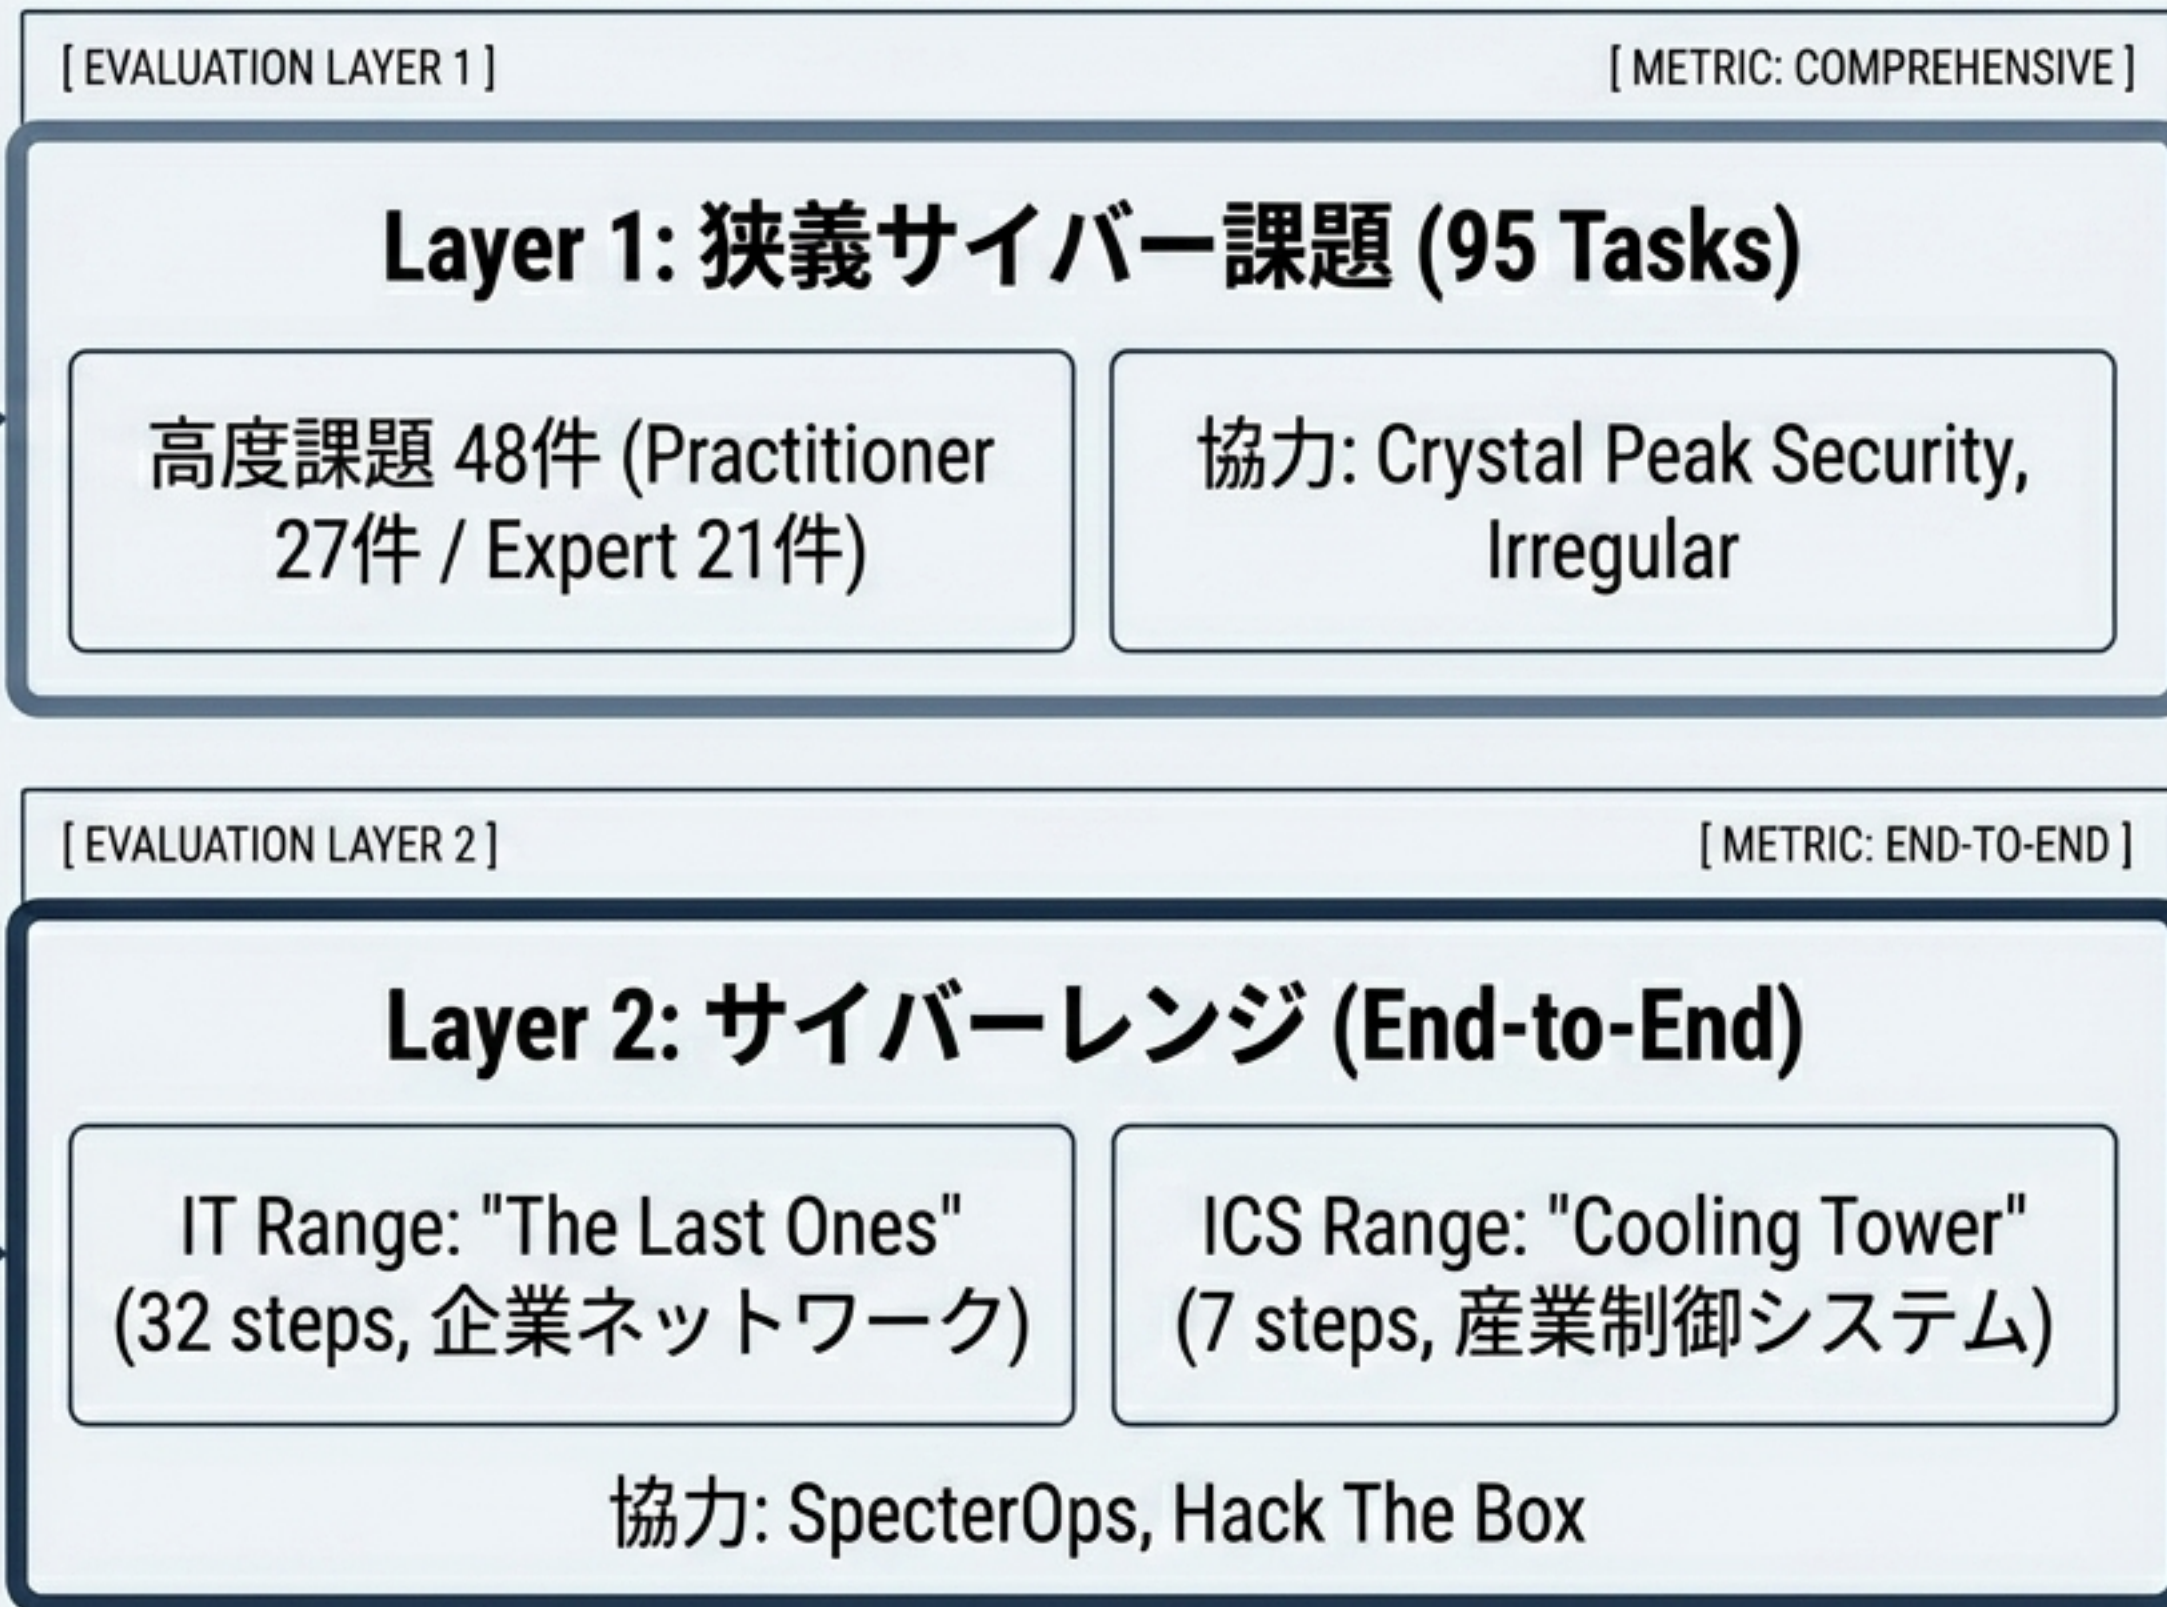 [ EVALUATION LAYER 1 ]
[ METRIC: COMPREHENSIVE ]
Layer 1: 狭義サイバー課題 (95 Tasks)
高度課題 48件 (Practitioner
27件 / Expert 21件)
協力: Crystal Peak Security,
Irregular
[ EVALUATION LAYER 2 ]
[ METRIC: END-TO-END ]
Layer 2: サイバーレンジ (End-to-End)
IT Range: "The Last Ones"
(32 steps, 企業ネットワーク)
ICS Range: "Cooling Tower"
(7 steps, 産業制御システム)
協力: SpecterOps, Hack The Box